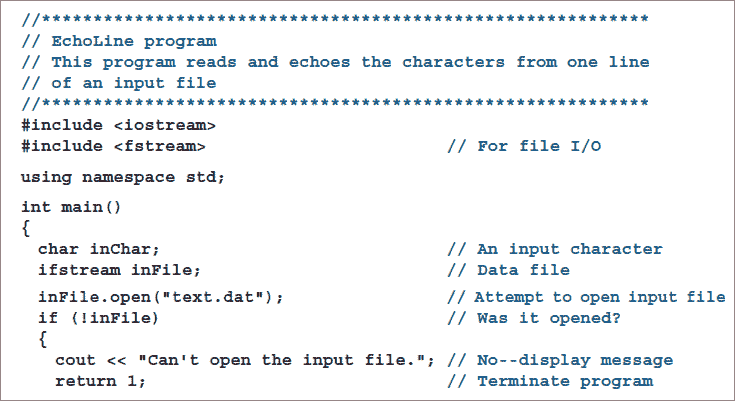 //***********************************************************
// EchoLine program
// This program reads and echoes the characters from one line
// of an input file
//***********************************************************
#include <iostream>
#include <fstream> // For file I/O
using namespace std;
int main()
{
char inChar; // An input character
ifstream inFile; // Data file
inFile.open("text.dat"); // Attempt to open input file
if (!inFile) // Was it opened?
{
cout << "Can't open the input file."; // No--display message
return 1; // Terminate program